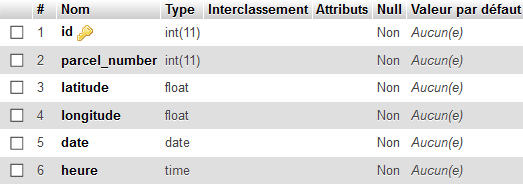 # Nom Type Interclassement Attributs Null Valeur par défaut
1 id int(11) Non Aucun(e)
2 parcel_number int(11) Non Aucun(e)
3 latitude float Non Aucun(e)
4 longitude float Non Aucun(e)
5 date date Non Aucun(e)
6 heure time Non Aucun(e)